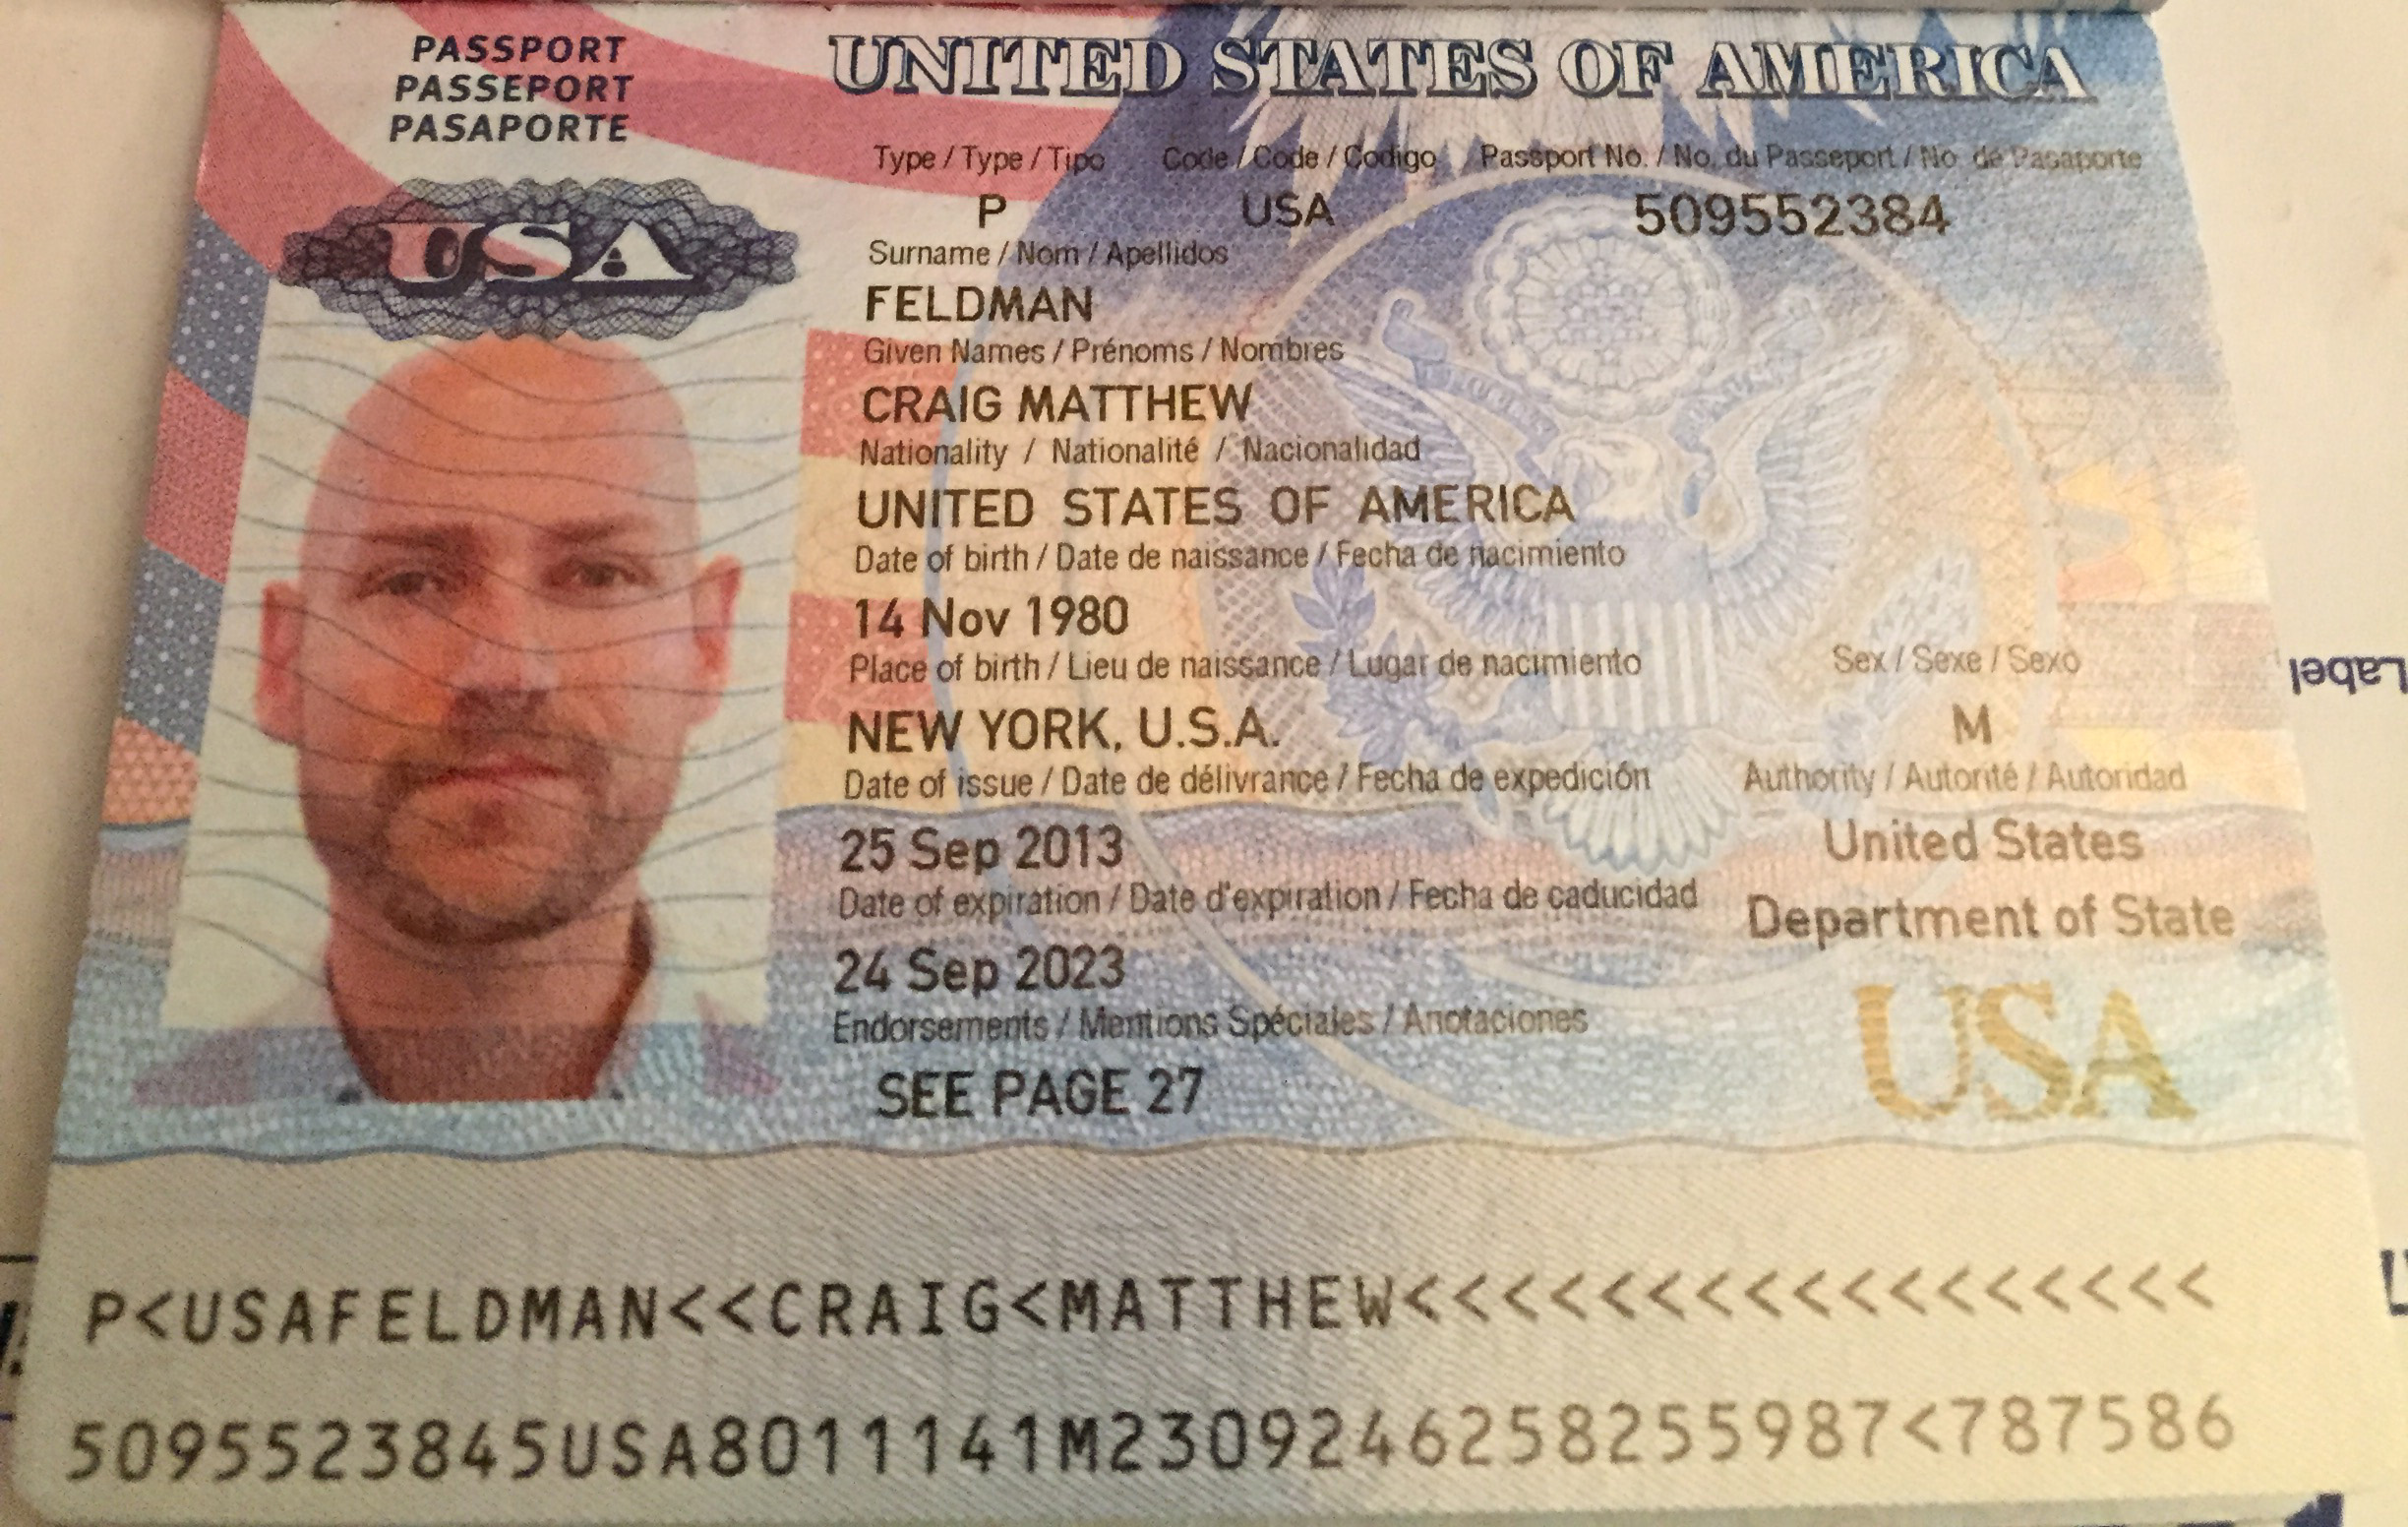 PASSPORT
PASSEPORT
PASAPORTE
USA
UNITED STATES OF AMERICA
Type / Type / Tipo Code / Code / Codigo Passport No. / No. du Passeport / No de Pasaporte
P USA 509552384
Surname / Nom / Apellidos
FELDMAN
Given Names / Prénoms / Nombres
CRAIG MATTHEW
Nationality / Nationalité / Nacionalidad
UNITED STATES OF AMERICA
Date of birth / Date de naissance / Fecha de nacimiento
14 Nov 1980
Place of birth / Lieu de naissance / Lugar de nacimiento Sex / Sexe / Sexo
NEW YORK, U.S.A. M
Date of issue / Date de délivrance / Fecha de expedición Authority / Autorité / Autoridad
25 Sep 2013 United States
Date of expiration / Date d'expiration / Fecha de caducidad Department of State
24 Sep 2023
Endorsements / Mentions Spéciales / Anotaciones
SEE PAGE 27
USA
P<USAFELDMAN<<CRAIG<MATTHEW<<<<<<<<<<<<<<<<<
5095523845USA8011141M2309246258255987<787586
Label